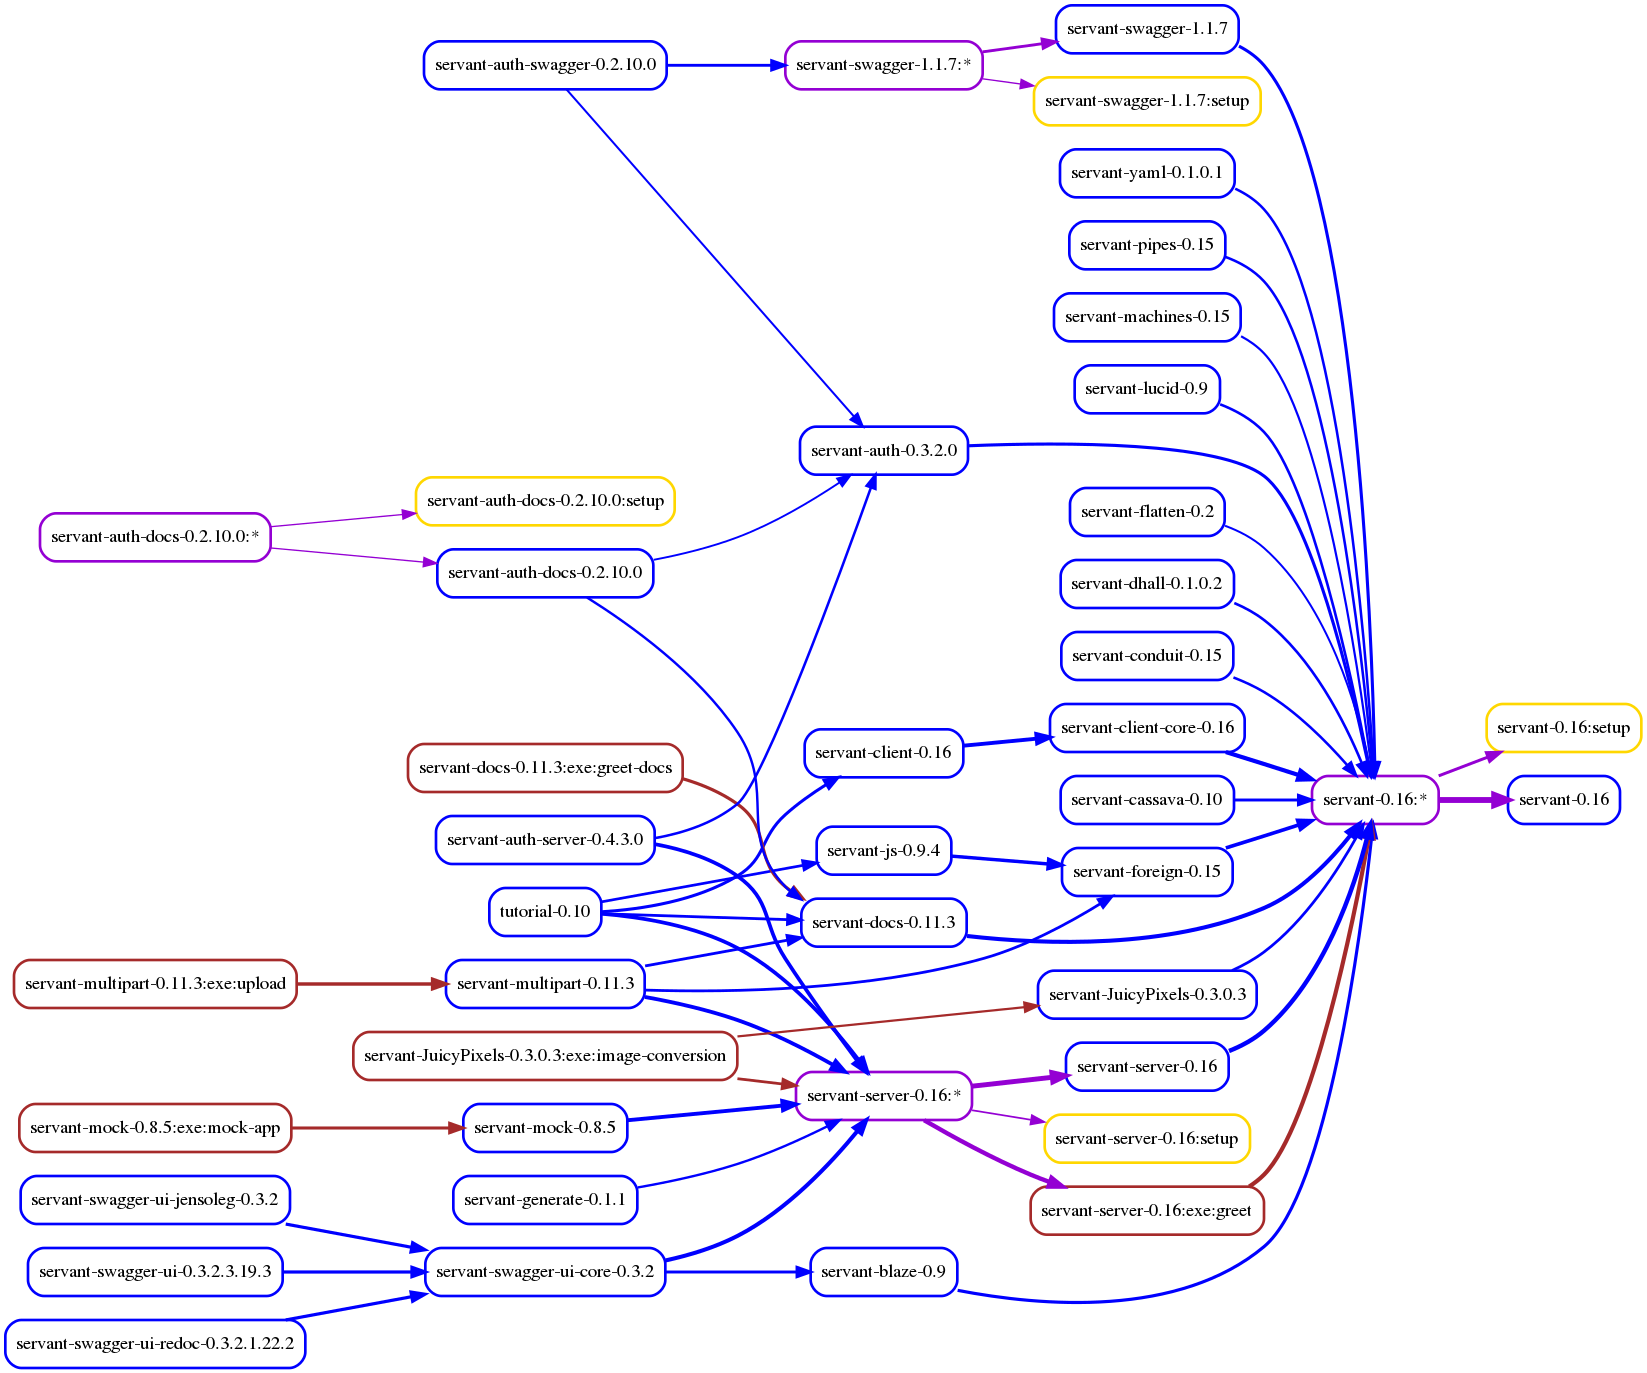 servant-swagger-1.1.7
servant-auth-swagger-0.2.10.0
servant-swagger-1.1.7:*
servant-swagger-1.1.7:setup
servant-yaml-0.1.0.1
servant-pipes-0.15
servant-machines-0.15
servant-lucid-0.9
servant-auth-0.3.2.0
servant-auth-docs-0.2.10.0:setup
servant-flatten-0.2
servant-auth-docs-0.2.10.0:*
servant-auth-docs-0.2.10.0
servant-dhall-0.1.0.2
servant-conduit-0.15
servant-client-core-0.16
servant-0.16:setup
servant-client-0.16
servant-docs-0.11.3:exe:greet-docs
servant-cassava-0.10
servant-0.16:*
servant-0.16
servant-auth-server-0.4.3.0
servant-js-0.9.4
servant-foreign-0.15
tutorial-0.10
servant-docs-0.11.3
servant-multipart-0.11.3:exe:upload
servant-multipart-0.11.3
servant-JuicyPixels-0.3.0.3
servant-JuicyPixels-0.3.0.3:exe:image-conversion
servant-server-0.16
servant-server-0.16:*
servant-mock-0.8.5:exe:mock-app
servant-mock-0.8.5
servant-server-0.16:setup
servant-swagger-ui-jensoleg-0.3.2
servant-generate-0.1.1
servant-server-0.16:exe:greet
servant-swagger-ui-0.3.2.3.19.3
servant-swagger-ui-core-0.3.2
servant-blaze-0.9
servant-swagger-ui-redoc-0.3.2.1.22.2